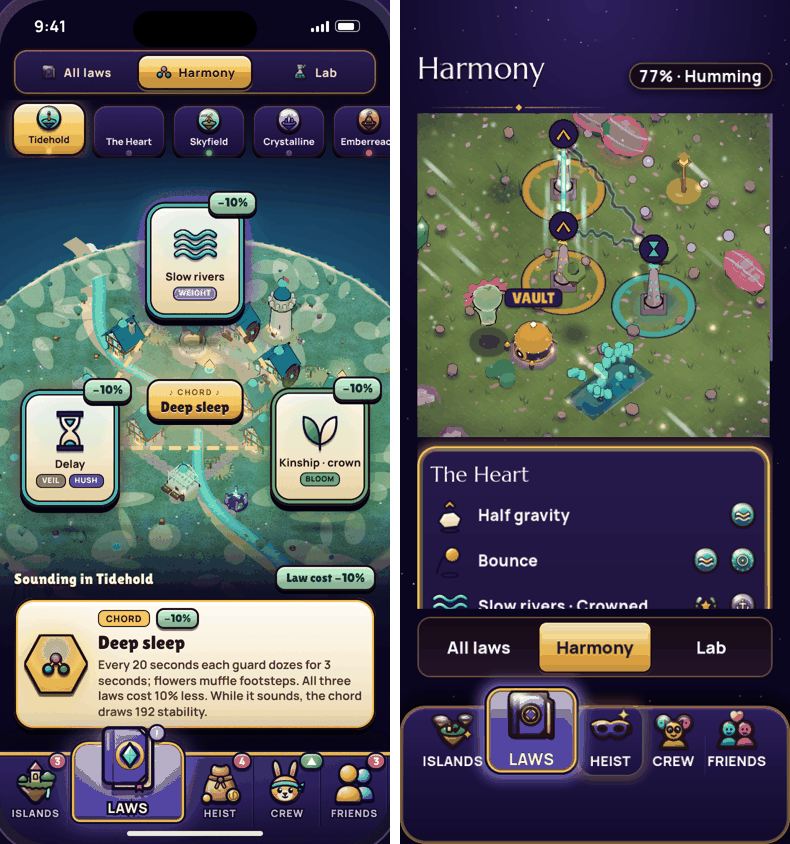 9:41
All laws
Harmony
Lab
Tidehold
The Heart
Skyfield
Crystalline
Emberreac
-10%
Slow rivers
WEIGHT
-10%
Delay
VEIL
HUSH
♪ CHORD ♪
Deep sleep
-10%
Kinship · crown
BLOOM
Sounding in Tidehold
Law cost -10%
CHORD
-10%
Deep sleep
Every 20 seconds each guard dozes for 3
seconds; flowers muffle footsteps. All three
laws cost 10% less. While it sounds, the chord
draws 192 stability.
3
ISLANDS
!
LAWS
4
HEIST
CREW
3
FRIENDS
Harmony
77% · Humming
VAULT
The Heart
Half gravity
Bounce
Slow rivers · Crowned
All laws
Harmony
Lab
ISLANDS
LAWS
HEIST
CREW
FRIENDS